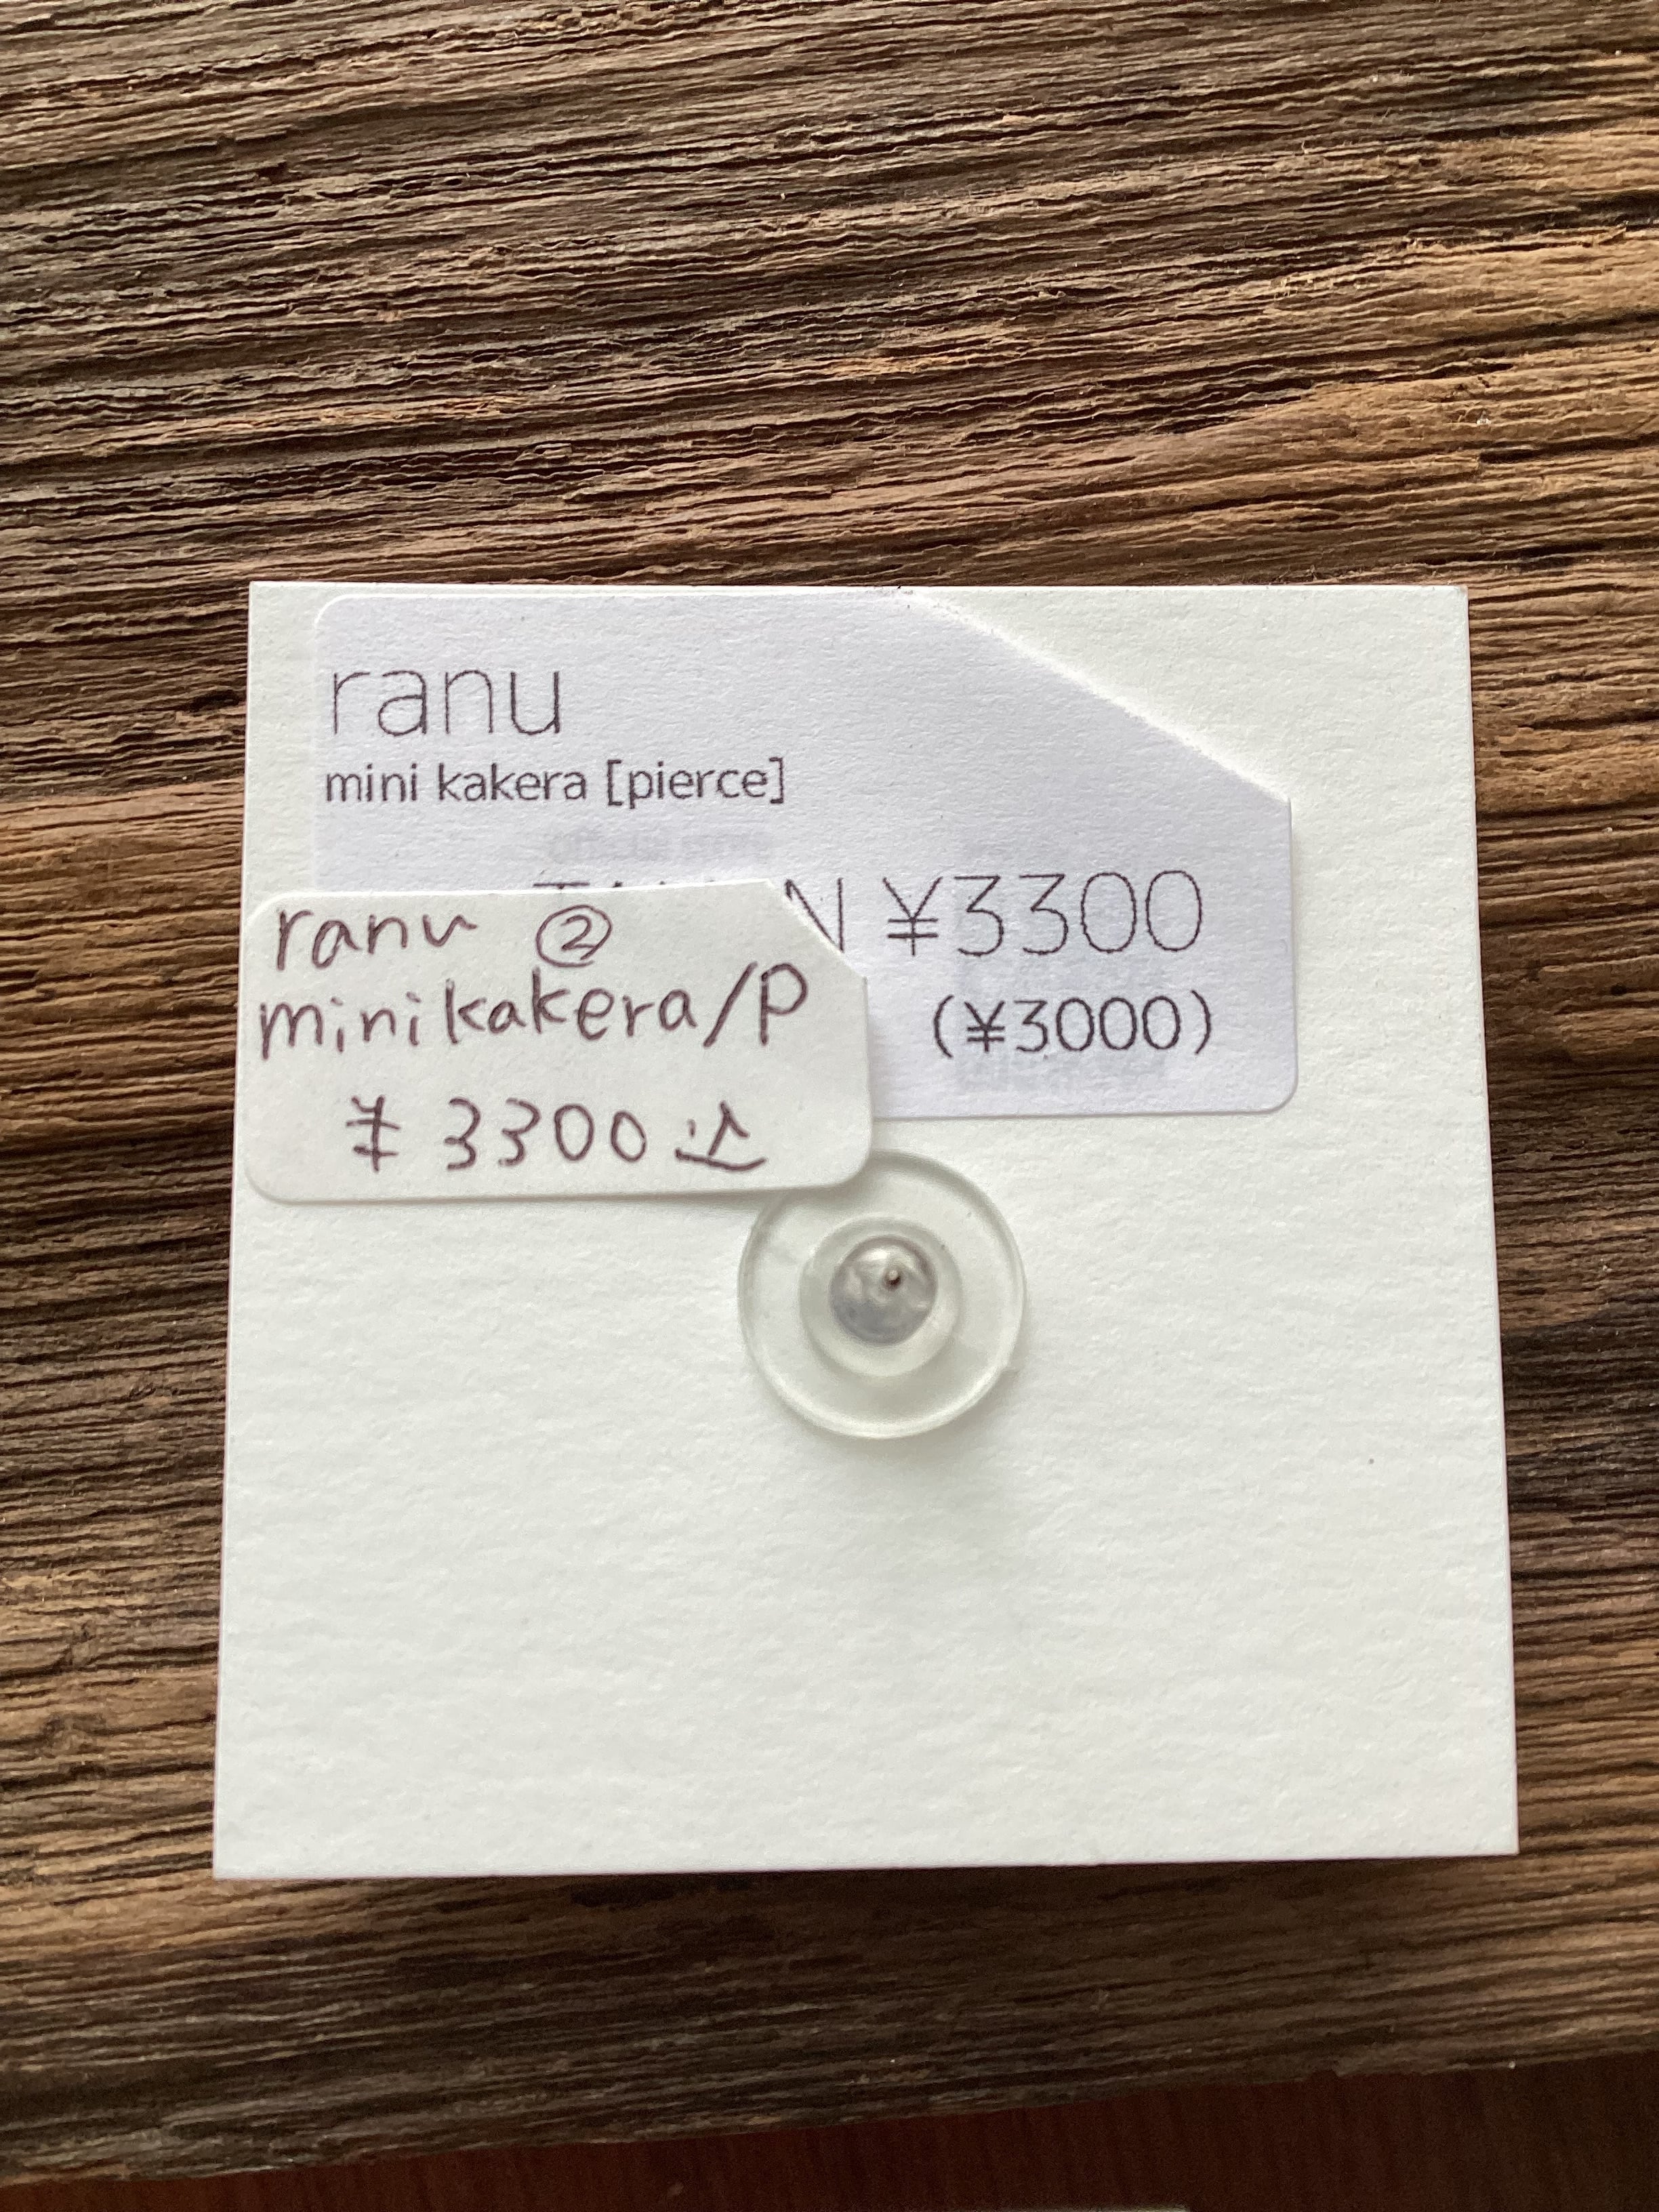 ranu
mini kakera [pierce]
¥3300
(¥3000)
ranu ②
minikakera/P
¥3300込